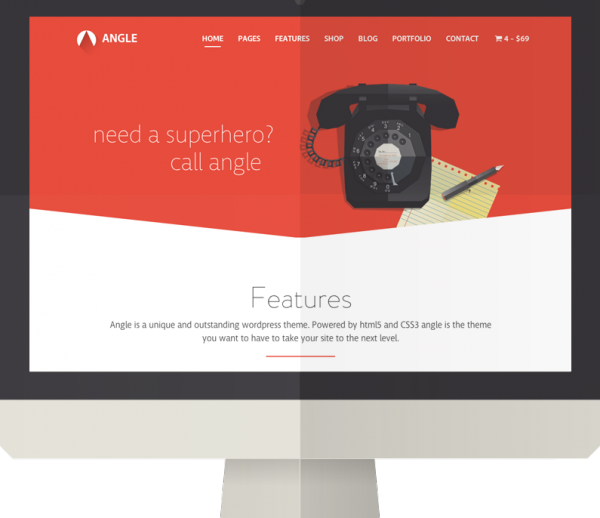 ANGLE
HOME PAGES FEATURES SHOP BLOG PORTFOLIO CONTACT 4 - $69
need a superhero?
call angle
Features
Angle is a unique and outstanding wordpress theme. Powered by html5 and CSS3 angle is the theme
you want to have to take your site to the next level.